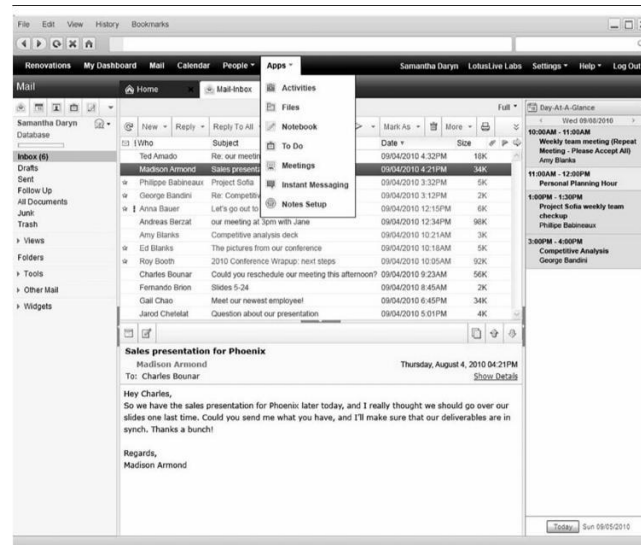 File Edit View History Bookmarks
Renovations My Dashboard Mail Calendar People Apps Samantha Daryn LotusLive Labs Settings Help Log Out
Mail
Home Mail-Inbox
Activities
Files
Notebook
To Do
Meetings
Instant Messaging
Notes Setup
Full
Samantha Daryn
Database
Inbox (6)
Drafts
Sent
Follow Up
All Documents
Junk
Trash
Views
Folders
Tools
Other Mail
Widgets
New Reply Reply To All Mark As More
! Who Subject Date Size
Ted Amado Re: our meetin 09/04/2010 4:32PM 18K
Madison Armond Sales present 09/04/2010 4:21PM 34K
Philippe Babineaux Project Sofia 09/04/2010 3:32PM 5K
George Bandini Re: Competitiv 09/04/2010 3:12PM 2K
! Anna Bauer Let's go out to 09/04/2010 12:15PM 6K
Andreas Berzat our meeting at 3pm with Jane 09/04/2010 12:34PM 98K
Amy Blanks Competitive analysis deck 09/04/2010 10:21AM 3K
Ed Blanks The pictures from our conference 09/04/2010 10:18AM 5K
Roy Booth 2010 Conference Wrapup: next steps 09/04/2010 10:05AM 92K
Charles Bounar Could you reschedule our meeting this afternoon? 09/04/2010 9:23AM 56K
Fernando Brion Slides 5-24 09/04/2010 8:45AM 2K
Gail Chao Meet our newest employee! 09/04/2010 6:45PM 34K
Jarod Chetelat Question about our presentation 09/04/2010 5:01PM 4K
Sales presentation for Phoenix
Madison Armond Thursday, August 4, 2010 04:21PM
To: Charles Bounar Show Details
Hey Charles,
So we have the sales presentation for Phoenix later today, and I really thought we should go over our
slides one last time. Could you send me what you have, and I'll make sure that our deliverables are in
synch. Thanks a bunch!
Regards,
Madison Armond
Day-At-A-Glance
Wed 09/08/2010
10:00AM - 11:00AM
Weekly team meeting (Repeat
Meeting - Please Accept All)
Amy Blanks
11:00AM - 12:00PM
Personal Planning Hour
1:00PM - 1:30PM
Project Sofia weekly team
checkup
Philippe Babineaux
3:00PM - 4:00PM
Competitive Analysis
George Bandini
Today Sun 09/05/2010